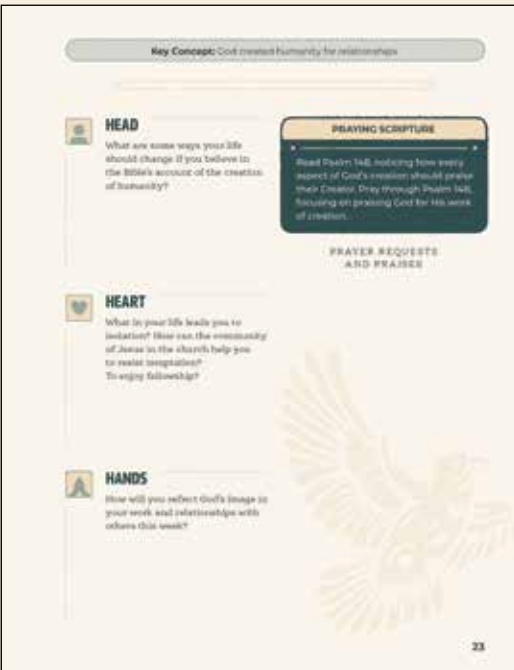 Key Concept: God created humanity for relationships
HEAD
What are some ways your life
should change if you believe in
the Bible's account of the creation
of humanity?
HEART
What in your life leads you to
isolation? How can the community
of Jesus in the church help you
to resist temptation?
To enjoy fellowship?
HANDS
How will you reflect God's image in
your work and relationships with
others this week?
PRAYING SCRIPTURE
Read Psalm 148, noticing how every
aspect of God's creation should praise
their Creator. Pray through Psalm 148,
focusing on praising God for His work
of creation.
PRAYER REQUESTS
AND PRAISES
23